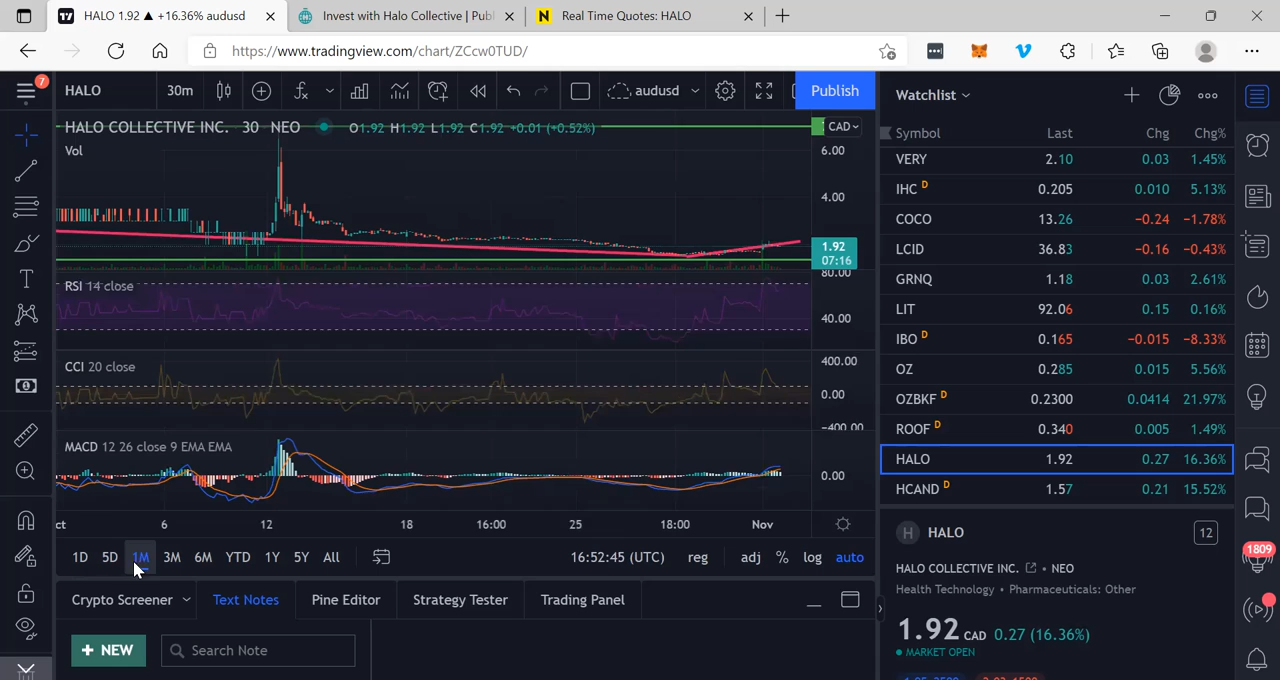 HALO 1.92 ▲ +16.36% audusd
Invest with Halo Collective | Publ
N Real Time Quotes: HALO
https://www.tradingview.com/chart/ZCcw0TUD/
7
HALO 30m audusd Publish
HALO COLLECTIVE INC. 30 NEO O1.92 H1.92 L1.92 C1.92 +0.01 (+0.52%)
CAD
Vol
6.00
4.00
1.92
07:16
RSI 14 close
80.00
40.00
CCI 20 close
400.00
0.00
-400.00
MACD 12 26 close 9 EMA EMA
0.00
ct 6 12 18 16:00 25 18:00 Nov
1D 5D 1M 3M 6M YTD 1Y 5Y All 16:52:45 (UTC) reg adj % log auto
Crypto Screener Text Notes Pine Editor Strategy Tester Trading Panel
+ NEW Search Note
Watchlist
Symbol Last Chg Chg%
VERY 2.10 0.03 1.45%
IHC D 0.205 0.010 5.13%
COCO 13.26 -0.24 -1.78%
LCID 36.83 -0.16 -0.43%
GRNQ 1.18 0.03 2.61%
LIT 92.06 0.15 0.16%
IBO D 0.165 -0.015 -8.33%
OZ 0.285 0.015 5.56%
OZBKF D 0.2300 0.0414 21.97%
ROOF D 0.340 0.005 1.49%
HALO 1.92 0.27 16.36%
HCAND D 1.57 0.21 15.52%
H HALO 12
HALO COLLECTIVE INC. • NEO
Health Technology • Pharmaceuticals: Other
1.92 CAD 0.27 (16.36%)
MARKET OPEN
1809